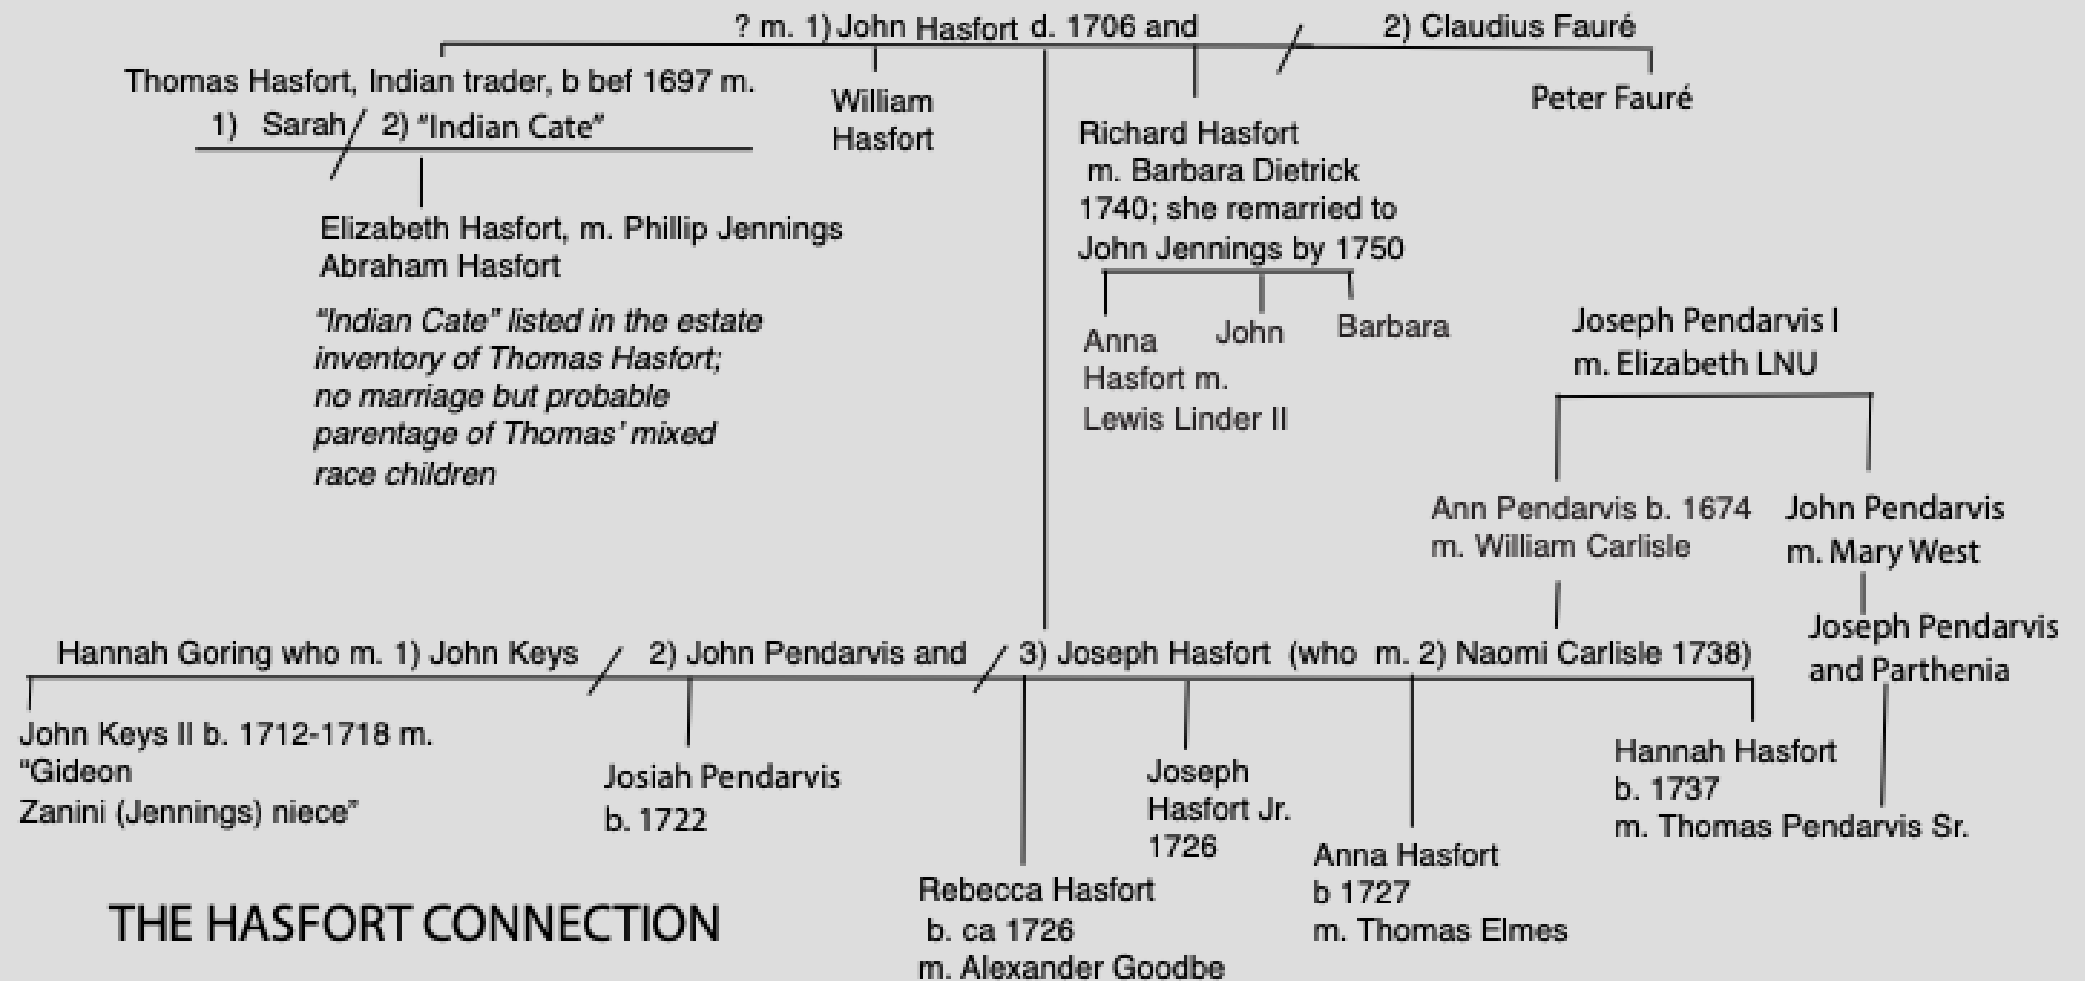 ? m. 1) John Hasfort d. 1706 and / 2) Claudius Fauré
Thomas Hasfort, Indian trader, b bef 1697 m.
1) Sarah/ 2) “Indian Cate”
William
Hasfort
Peter Fauré
Richard Hasfort
m. Barbara Dietrick
1740; she remarried to
John Jennings by 1750
Elizabeth Hasfort, m. Phillip Jennings
Abraham Hasfort
“Indian Cate” listed in the estate
inventory of Thomas Hasfort;
no marriage but probable
parentage of Thomas’ mixed
race children
Anna
Hasfort m.
Lewis Linder II
John
Barbara
Joseph Pendarvis I
m. Elizabeth LNU
Ann Pendarvis b. 1674
m. William Carlisle
John Pendarvis
m. Mary West
Joseph Pendarvis
and Parthenia
Hannah Goring who m. 1) John Keys / 2) John Pendarvis and / 3) Joseph Hasfort (who m. 2) Naomi Carlisle 1738)
John Keys II b. 1712-1718 m.
“Gideon
Zanini (Jennings) niece”
Josiah Pendarvis
b. 1722
Rebecca Hasfort
b. ca 1726
m. Alexander Goodbe
Joseph
Hasfort Jr.
1726
Anna Hasfort
b 1727
m. Thomas Elmes
Hannah Hasfort
b. 1737
m. Thomas Pendarvis Sr.
THE HASFORT CONNECTION